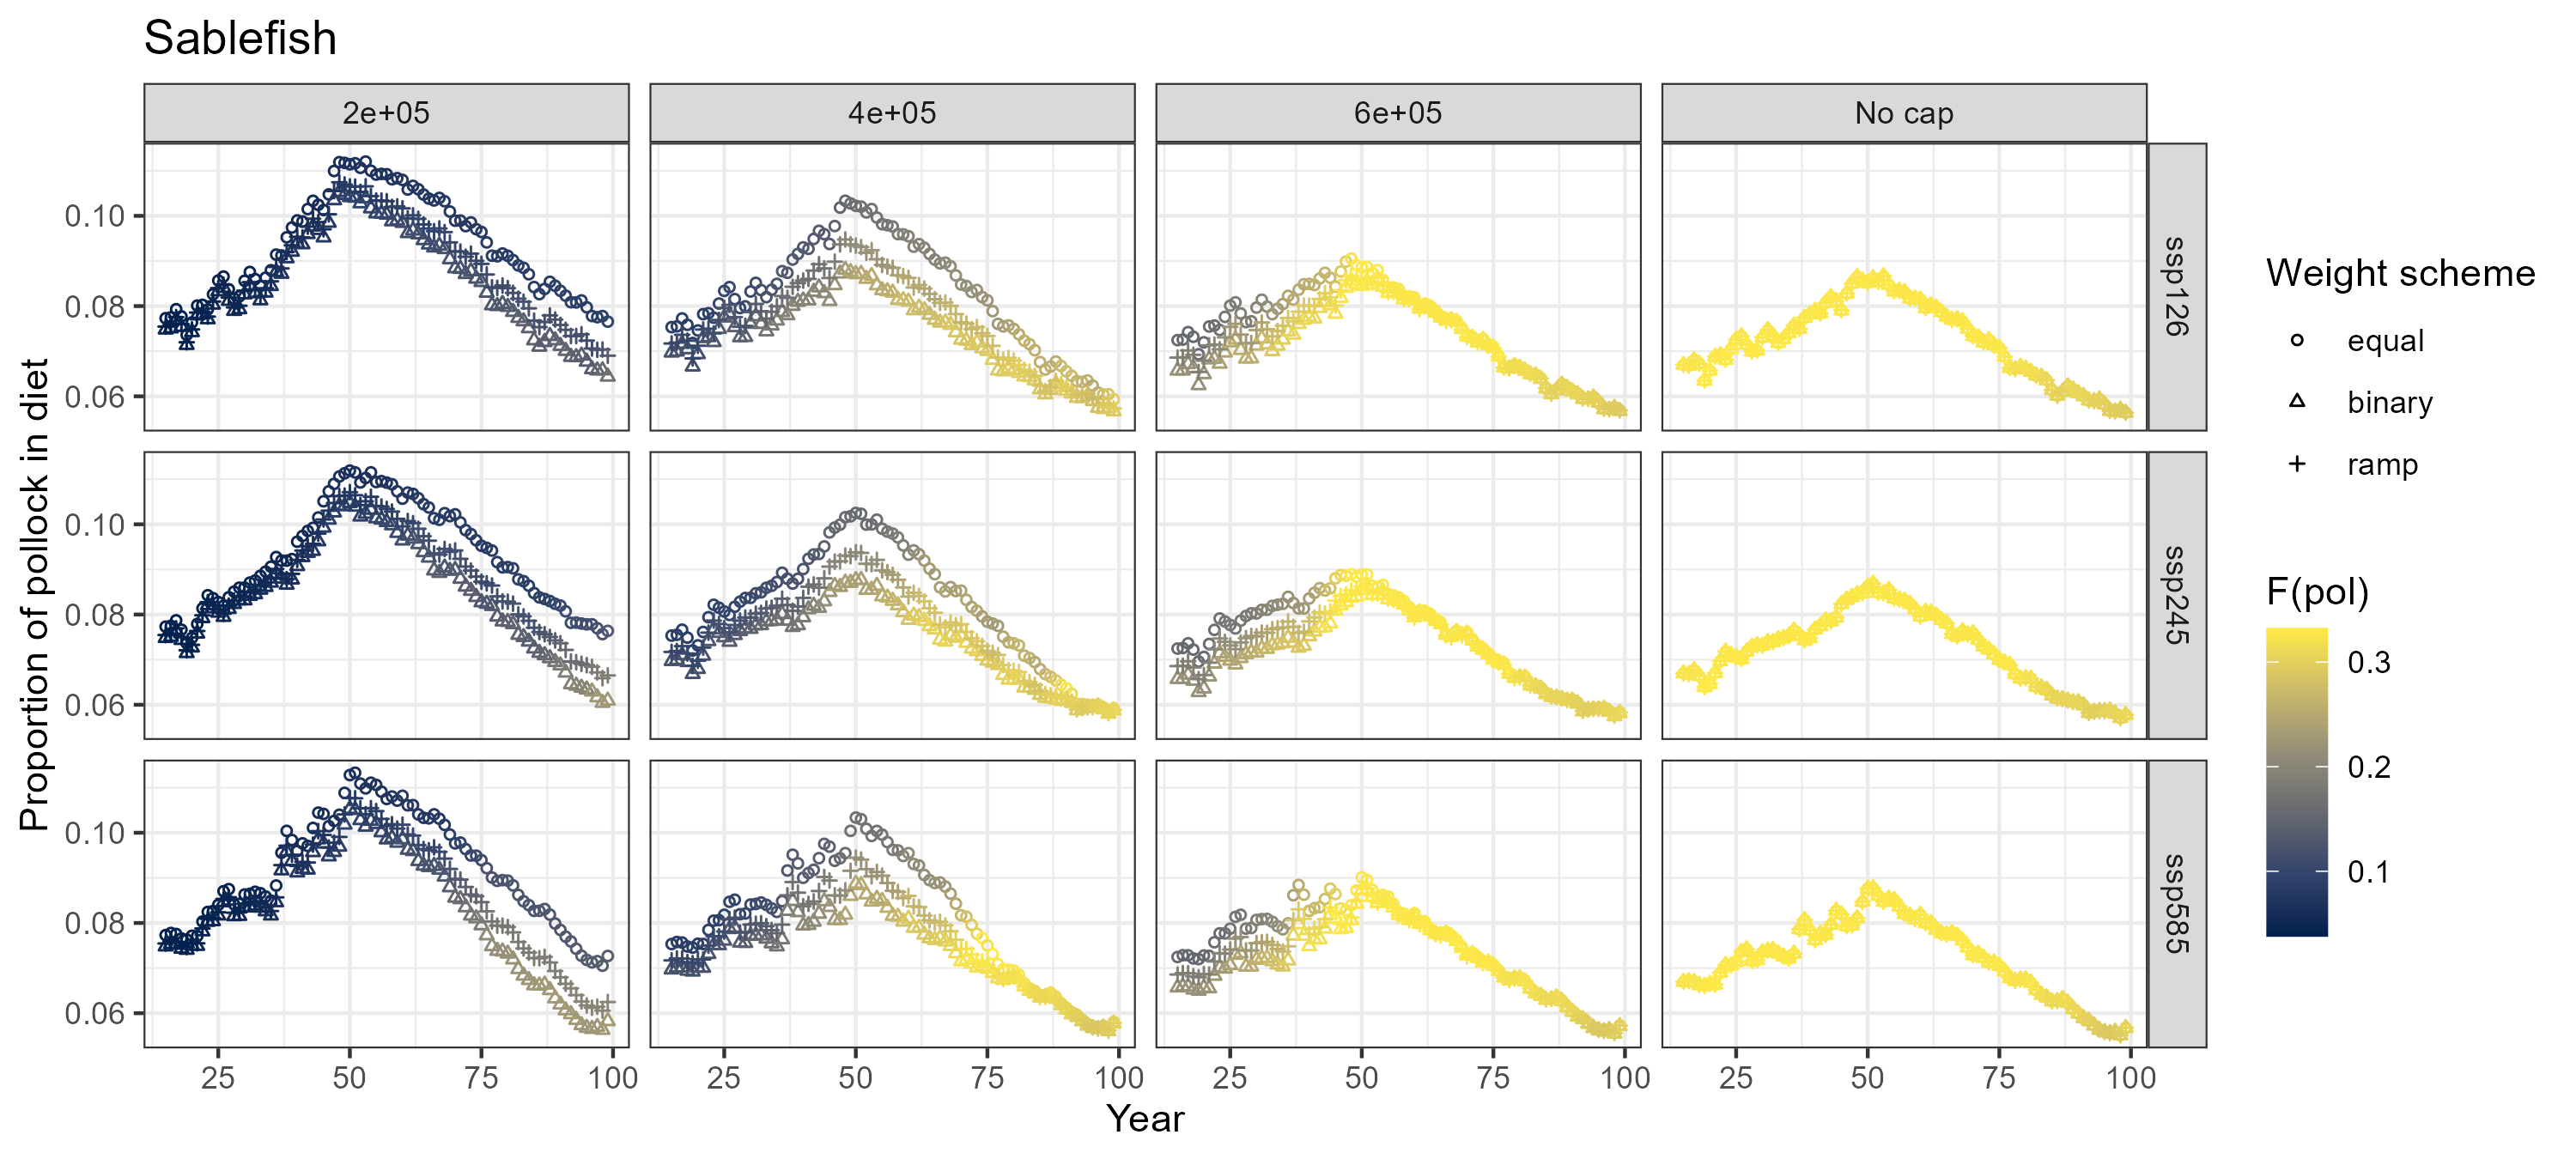 Sablefish
2e+05 4e+05 6e+05 No cap
0.10
0.08
0.06
ssp126
0.10
0.08
0.06
ssp245
0.10
0.08
0.06
ssp585
25 50 75 100 25 50 75 100 25 50 75 100 25 50 75 100
Year
Proportion of pollock in diet
Weight scheme
equal
binary
ramp
F(pol)
0.3
0.2
0.1